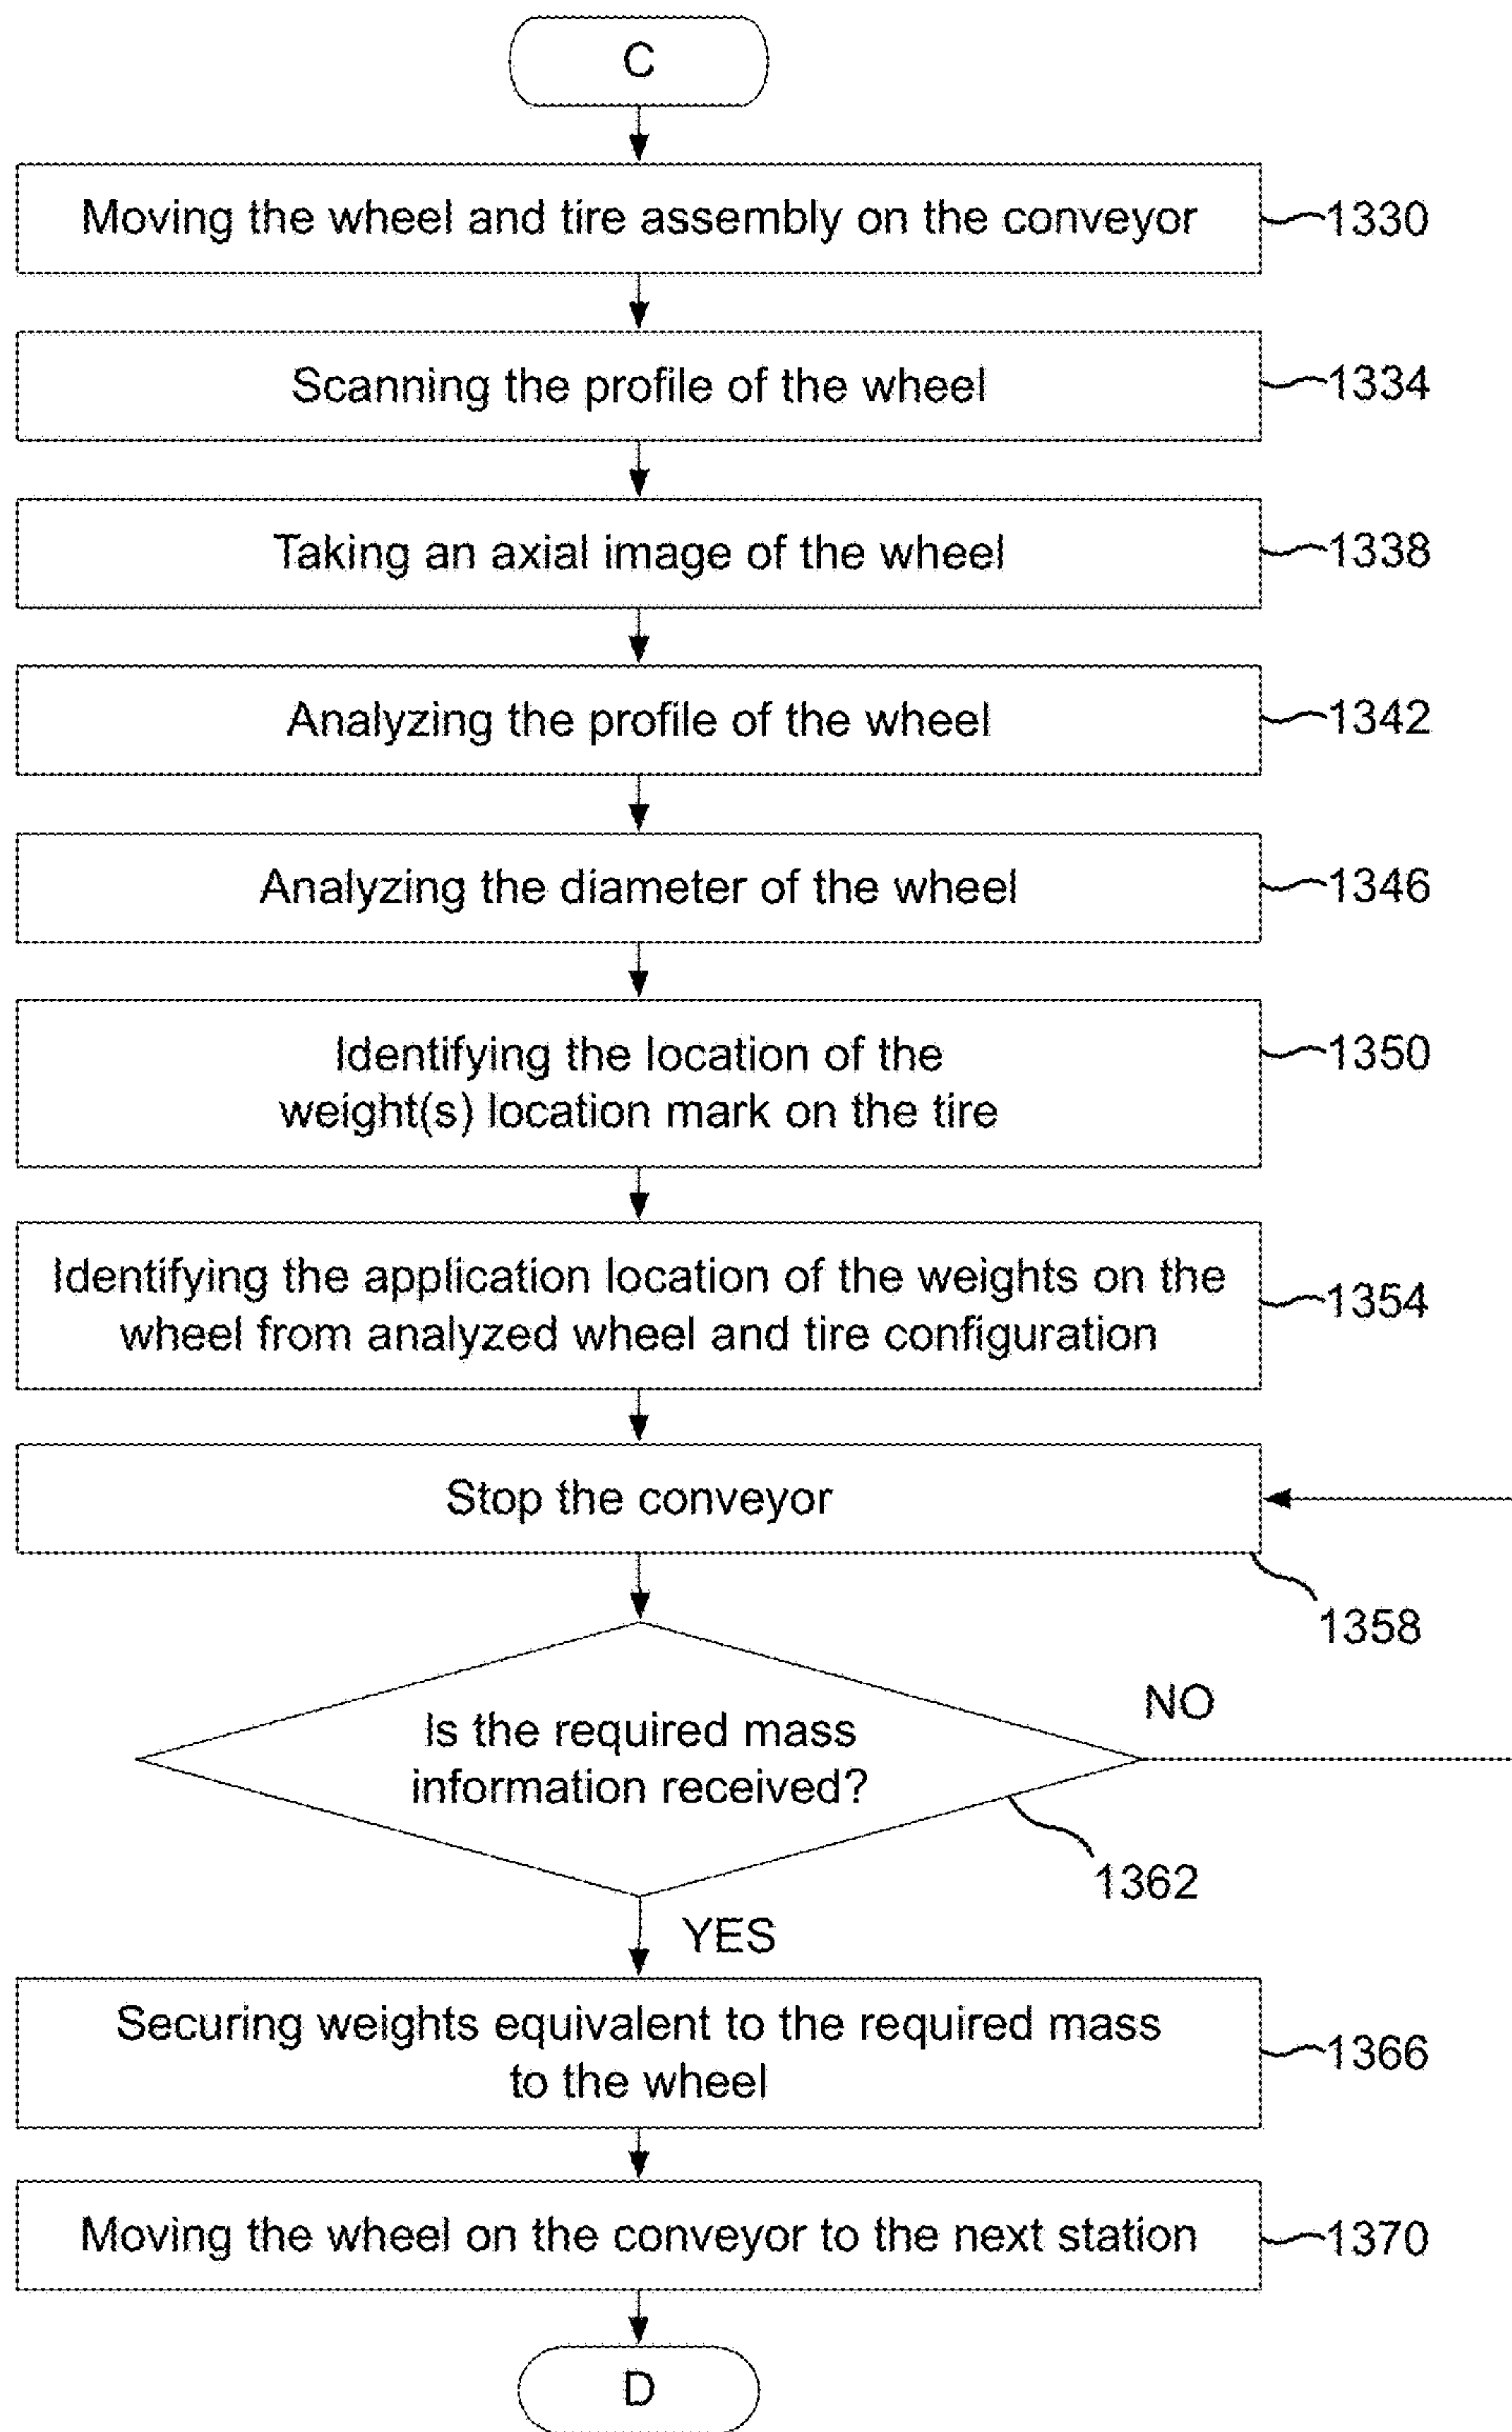 C
Moving the wheel and tire assembly on the conveyor
1330
Scanning the profile of the wheel
1334
Taking an axial image of the wheel
1338
Analyzing the profile of the wheel
1342
Analyzing the diameter of the wheel
1346
Identifying the location of the
weight(s) location mark on the tire
1350
Identifying the application location of the weights on the
wheel from analyzed wheel and tire configuration
1354
Stop the conveyor
1358
Is the required mass
information received?
NO
1362
YES
Securing weights equivalent to the required mass
to the wheel
1366
Moving the wheel on the conveyor to the next station
1370
D